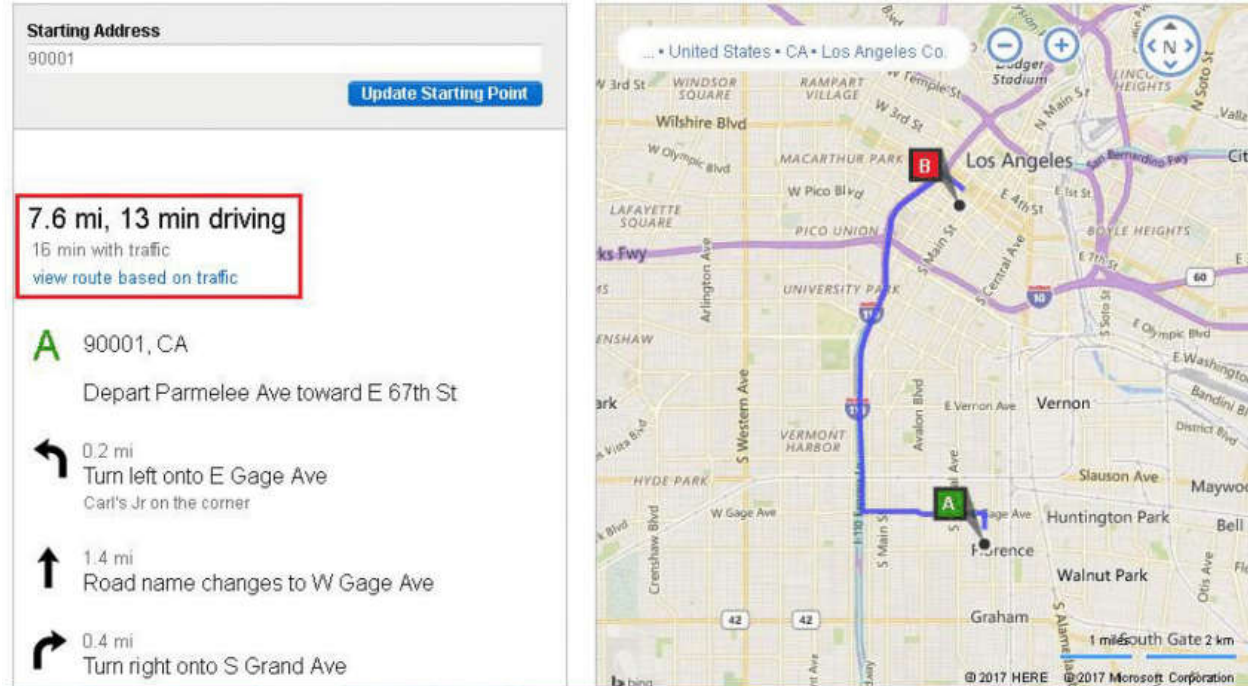 Starting Address
90001
Update Starting Point
7.6 mi, 13 min driving
16 min with traffic
view route based on traffic
A
90001, CA
Depart Parmelee Ave toward E 67th St
0.2 mi
Turn left onto E Gage Ave
Carl's Jr on the corner
1.4 mi
Road name changes to W Gage Ave
0.4 mi
Turn right onto S Grand Ave
... • United States • CA • Los Angeles Co.
N
Stadium
HEIGHTS
N Soto St
W 3rd St
WINDSOR
SQUARE
RAMPART
VILLAGE
W Temple St
W 3rd St
N Main St
Wilshire Blvd
W Olympic Blvd
MACARTHUR PARK
B
Los Angeles
San Bernardino Fwy
W Pico Blvd
E 4th St
E 1st St
LAFAYETTE
SQUARE
PICO UNION
S Main St
BOYLE HEIGHTS
S Central Ave
E 7th St
60
Arlington Ave
UNIVERSITY PARK
110
10
S Soto St
E Olympic Blvd
S Western Ave
110
Avalon Blvd
E Vernon Ave
Vernon
Bandini
District Blvd
VERMONT
HARBOR
HYDE PARK
Slauson Ave
W Gage Ave
A
Gage Ave
Huntington Park
Bell
Crenshaw Blvd
S Main St
Florence
Walnut Park
Otis Ave
42
42
Graham
1 miles
South Gate
2 km
bing
© 2017 HERE
© 2017 Microsoft Corporation